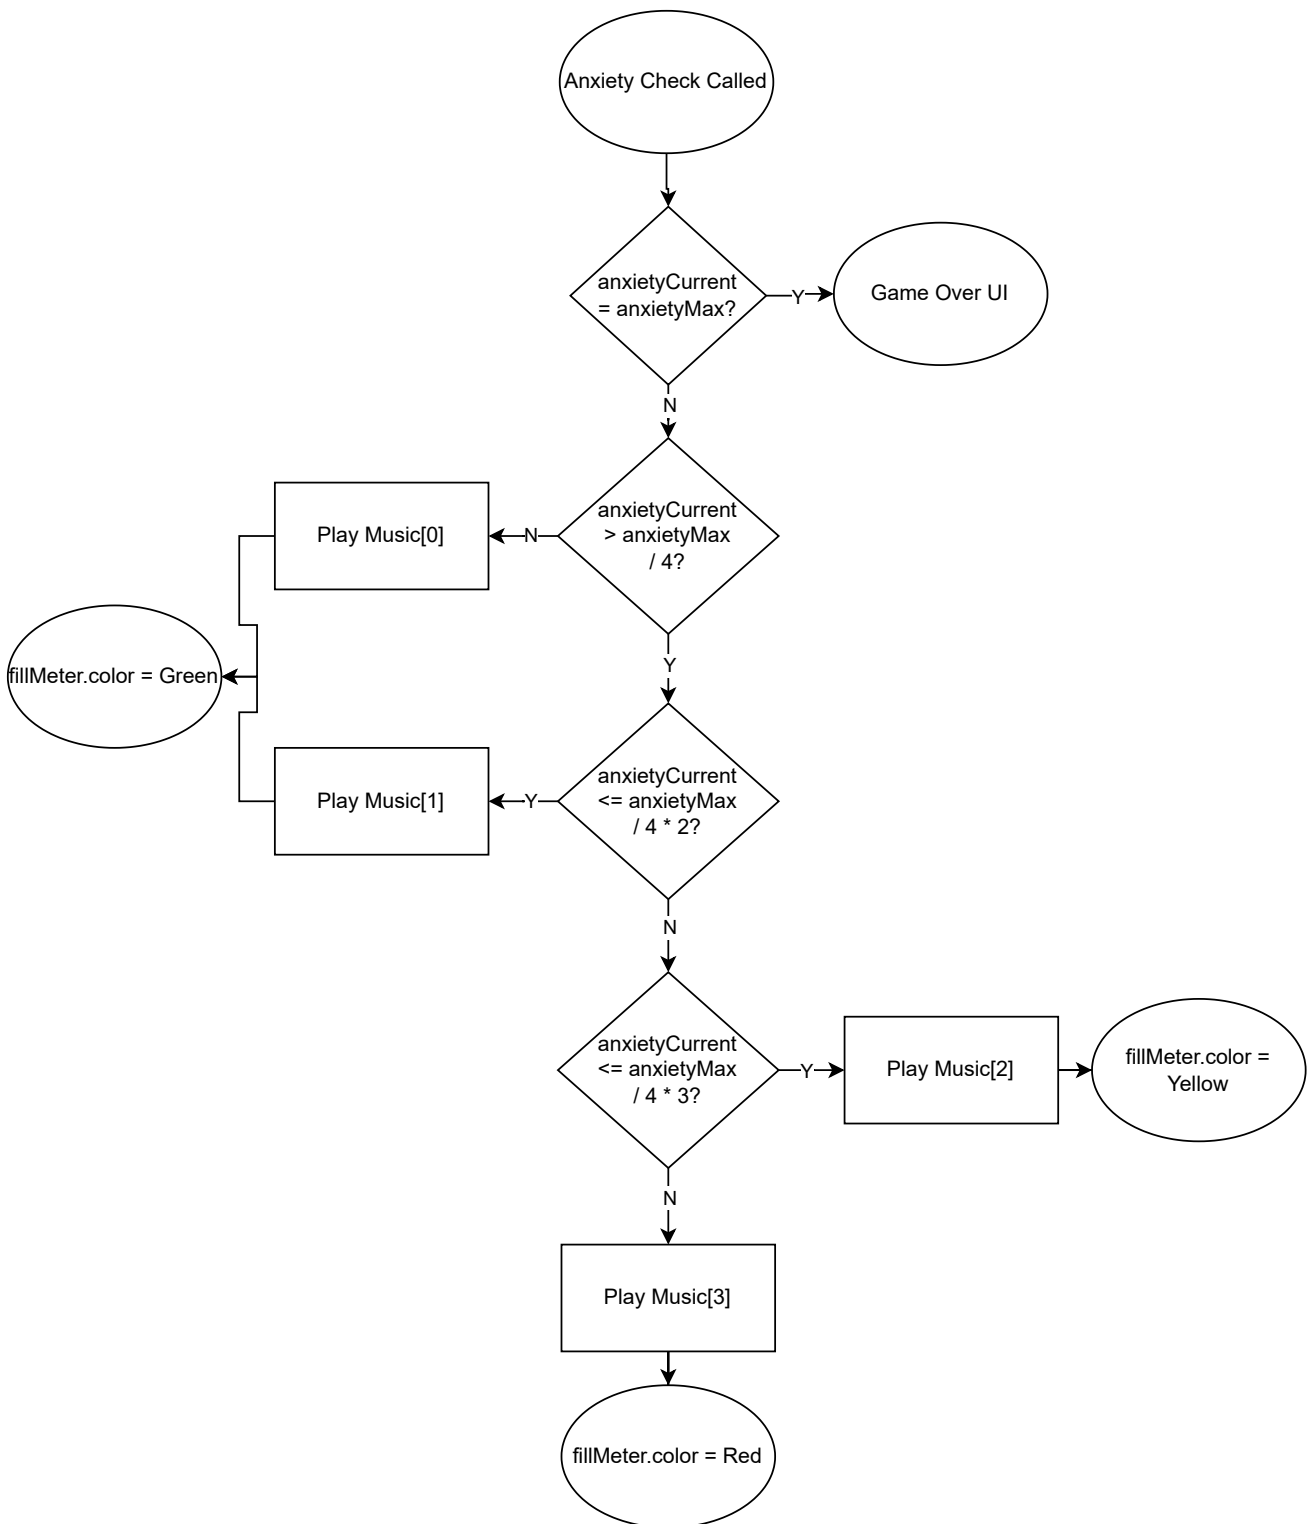 Anxiety Check Called
anxietyCurrent
= anxietyMax?
Y
Game Over UI
N
anxietyCurrent
> anxietyMax
/ 4?
N
Play Music[0]
fillMeter.color = Green
Y
anxietyCurrent
<= anxietyMax
/ 4 * 2?
Y
Play Music[1]
N
anxietyCurrent
<= anxietyMax
/ 4 * 3?
Y
Play Music[2]
fillMeter.color =
Yellow
N
Play Music[3]
fillMeter.color = Red